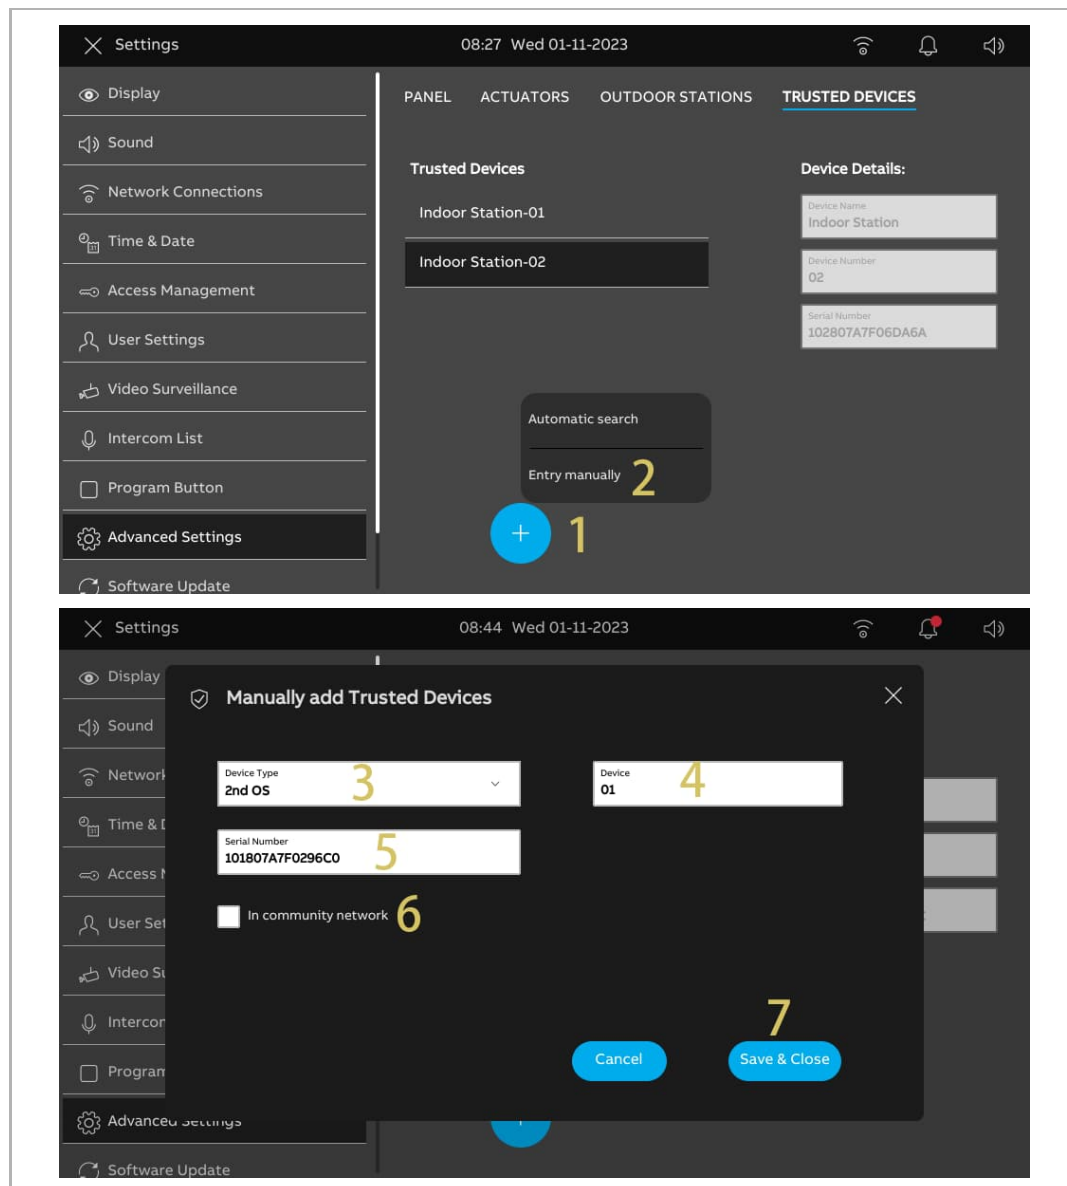 Settings
08:27 Wed 01-11-2023
Display
Sound
Network Connections
Time & Date
Access Management
User Settings
Video Surveillance
Intercom List
Program Button
Advanced Settings
Software Update
PANEL ACTUATORS OUTDOOR STATIONS TRUSTED DEVICES
Trusted Devices
Indoor Station-01
Indoor Station-02
Device Details:
Device Name
Indoor Station
Device Number
02
Serial Number
102807A7F06DA6A
Automatic search
Entry manually 2
+ 1
Settings
08:44 Wed 01-11-2023
Display
Sound
Network
Time &
Access
User Set
Video
Intercor
Program
Advanced Settings
Software Update
Manually add Trusted Devices
Device Type
2nd OS
3
Device
01
4
Serial Number
101807A7F0296C0
5
In community network 6
7
Cancel
Save & Close